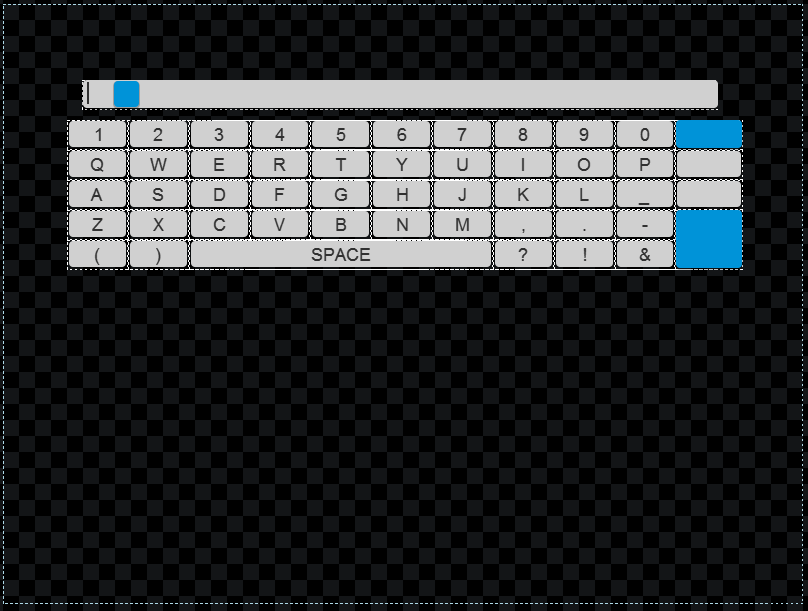 1 2 3 4 5 6 7 8 9 0
Q W E R T Y U I O P
A S D F G H J K L _
Z X C V B N M , . -
( ) SPACE ? ! &